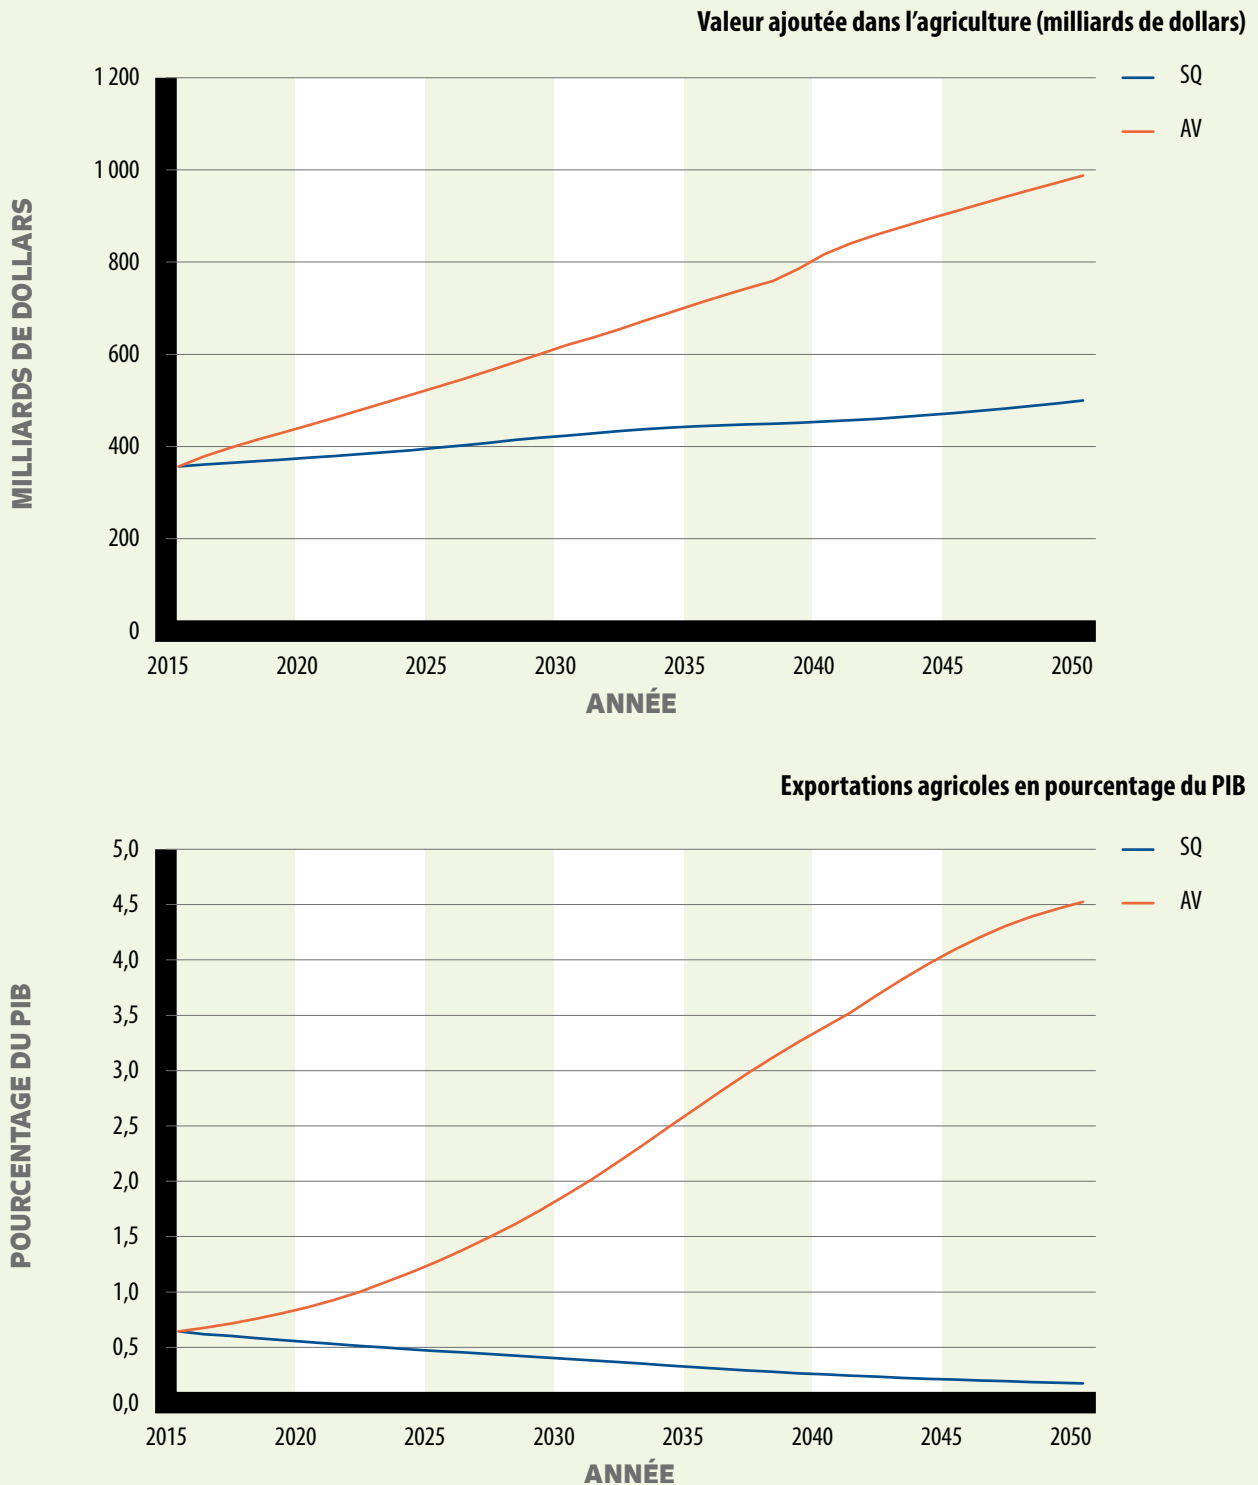 Valeur ajoutée dans l’agriculture (milliards de dollars)
SQ
AV
MILLIARDS DE DOLLARS
1 200
1 000
800
600
400
200
0
2015 2020 2025 2030 2035 2040 2045 2050
ANNÉE
Exportations agricoles en pourcentage du PIB
SQ
AV
POURCENTAGE DU PIB
5,0
4,5
4,0
3,5
3,0
2,5
2,0
1,5
1,0
0,5
0,0
2015 2020 2025 2030 2035 2040 2045 2050
ANNÉE